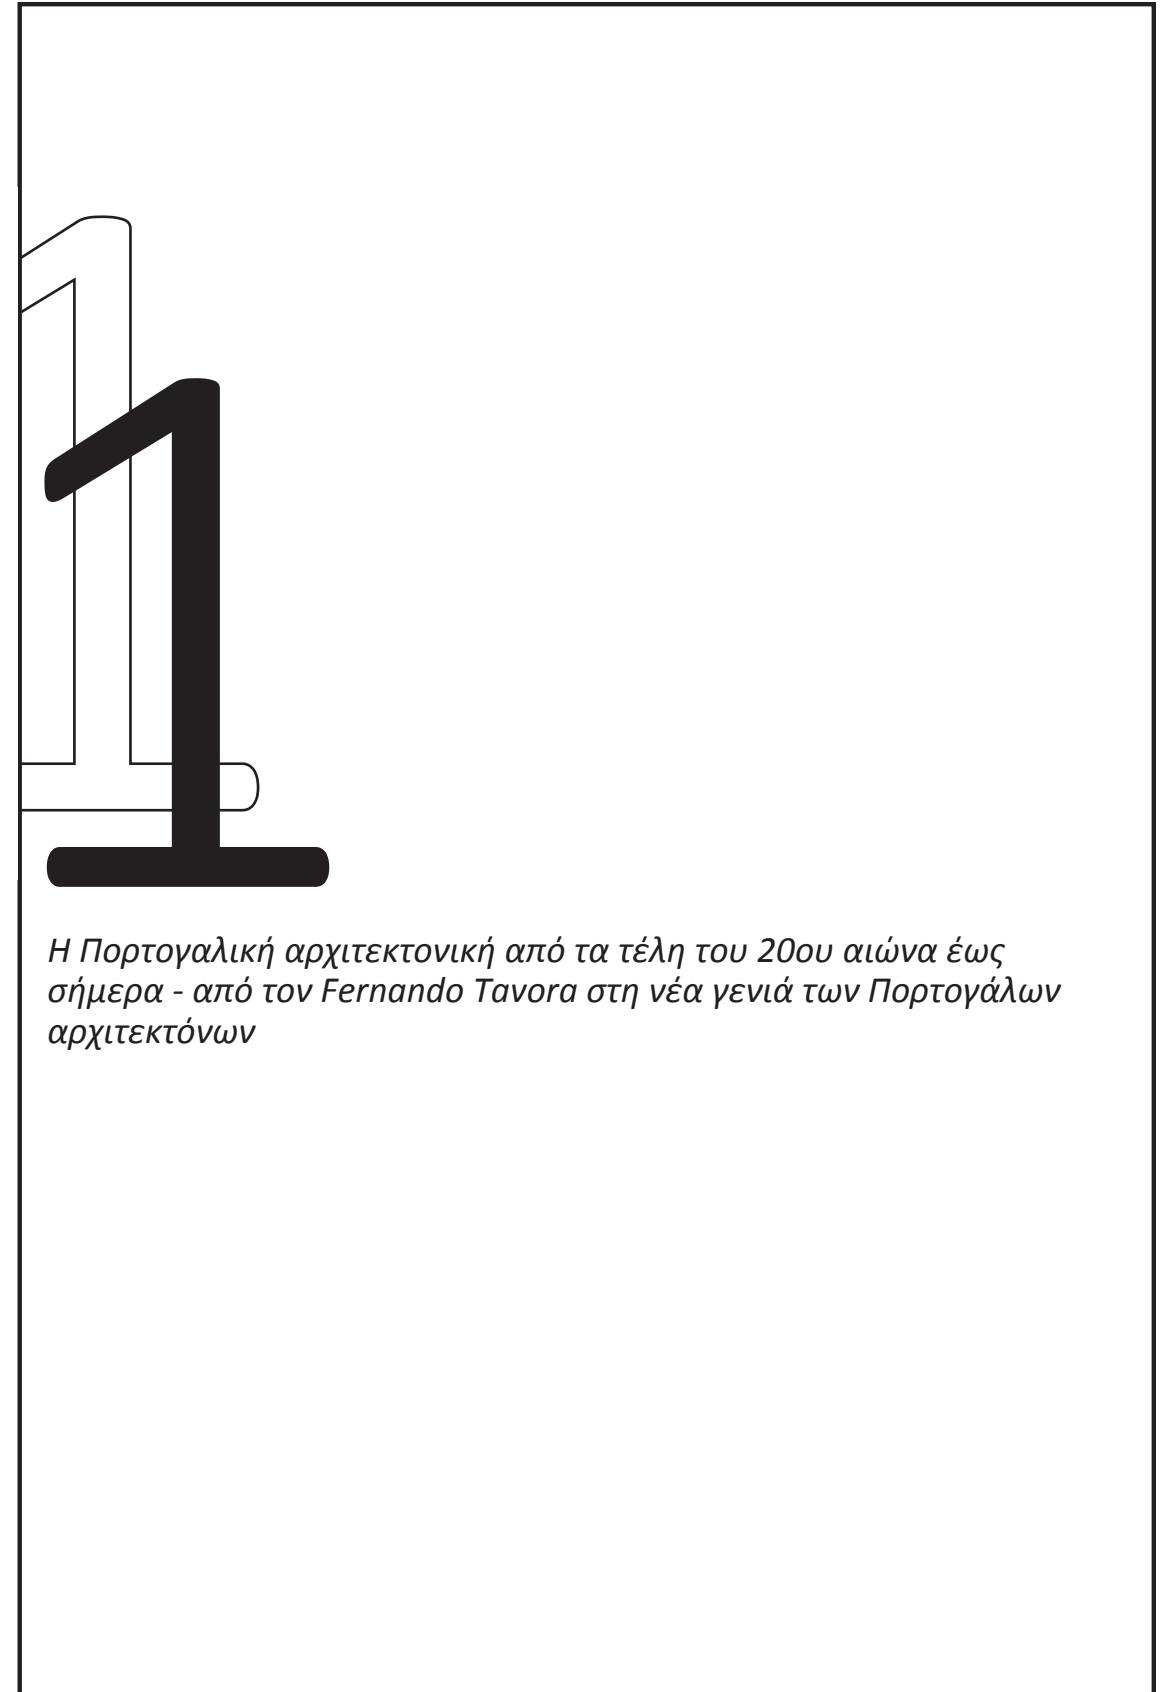 1
1
Η Πορτογαλική αρχιτεκτονική από τα τέλη του 20ου αιώνα έως
σήμερα - από τον Fernando Tavora στη νέα γενιά των Πορτογάλων
αρχιτεκτόνων